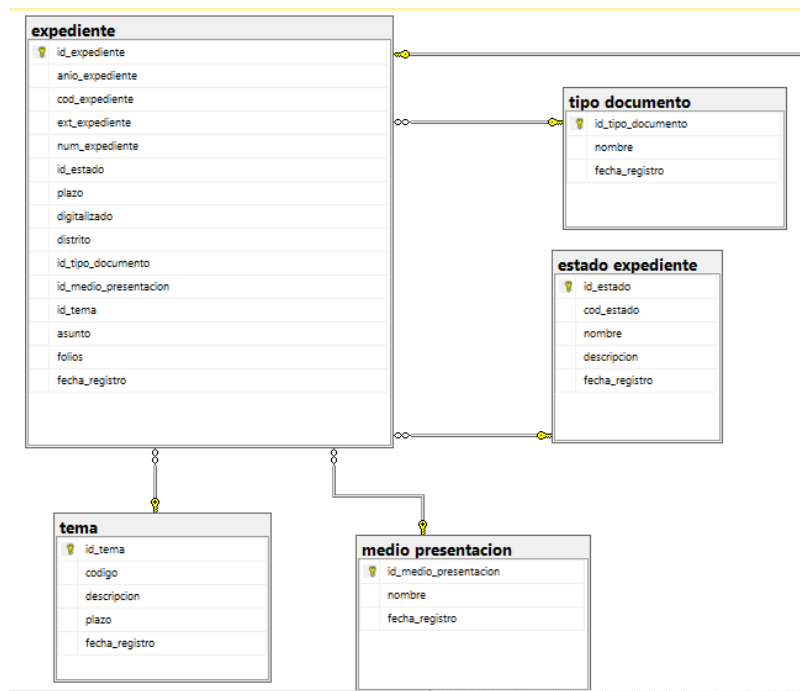 expediente
id_expediente
anio_expediente
cod_expediente
ext_expediente
num_expediente
id_estado
plazo
digitalizado
distrito
id_tipo_documento
id_medio_presentacion
id_tema
asunto
folios
fecha_registro
tipo documento
id_tipo_documento
nombre
fecha_registro
estado expediente
id_estado
cod_estado
nombre
descripcion
fecha_registro
tema
id_tema
codigo
descripcion
plazo
fecha_registro
medio presentacion
id_medio_presentacion
nombre
fecha_registro